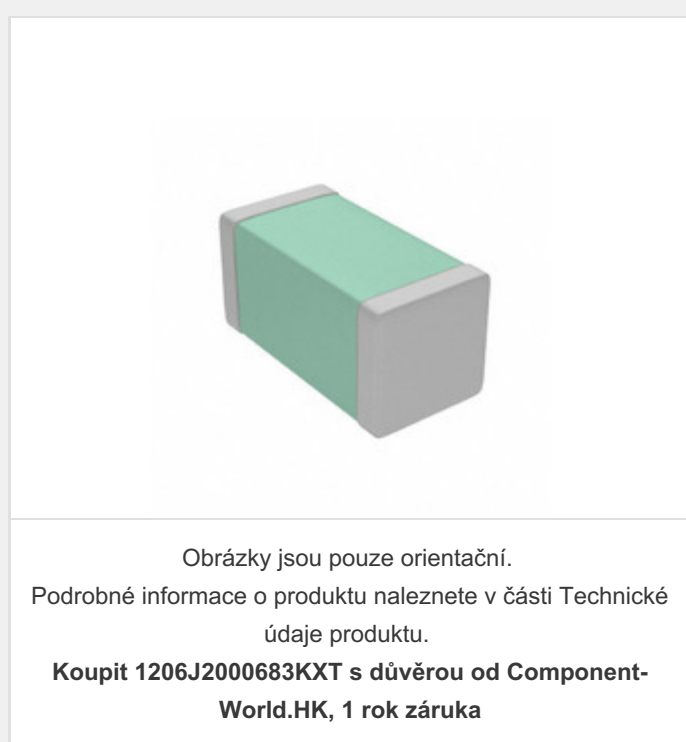 Obrázky jsou pouze orientační.
Podrobné informace o produktu naleznete v části Technické
údaje produktu.
Koupit 1206J2000683KXT s důvěrou od Component-
World.HK, 1 rok záruka